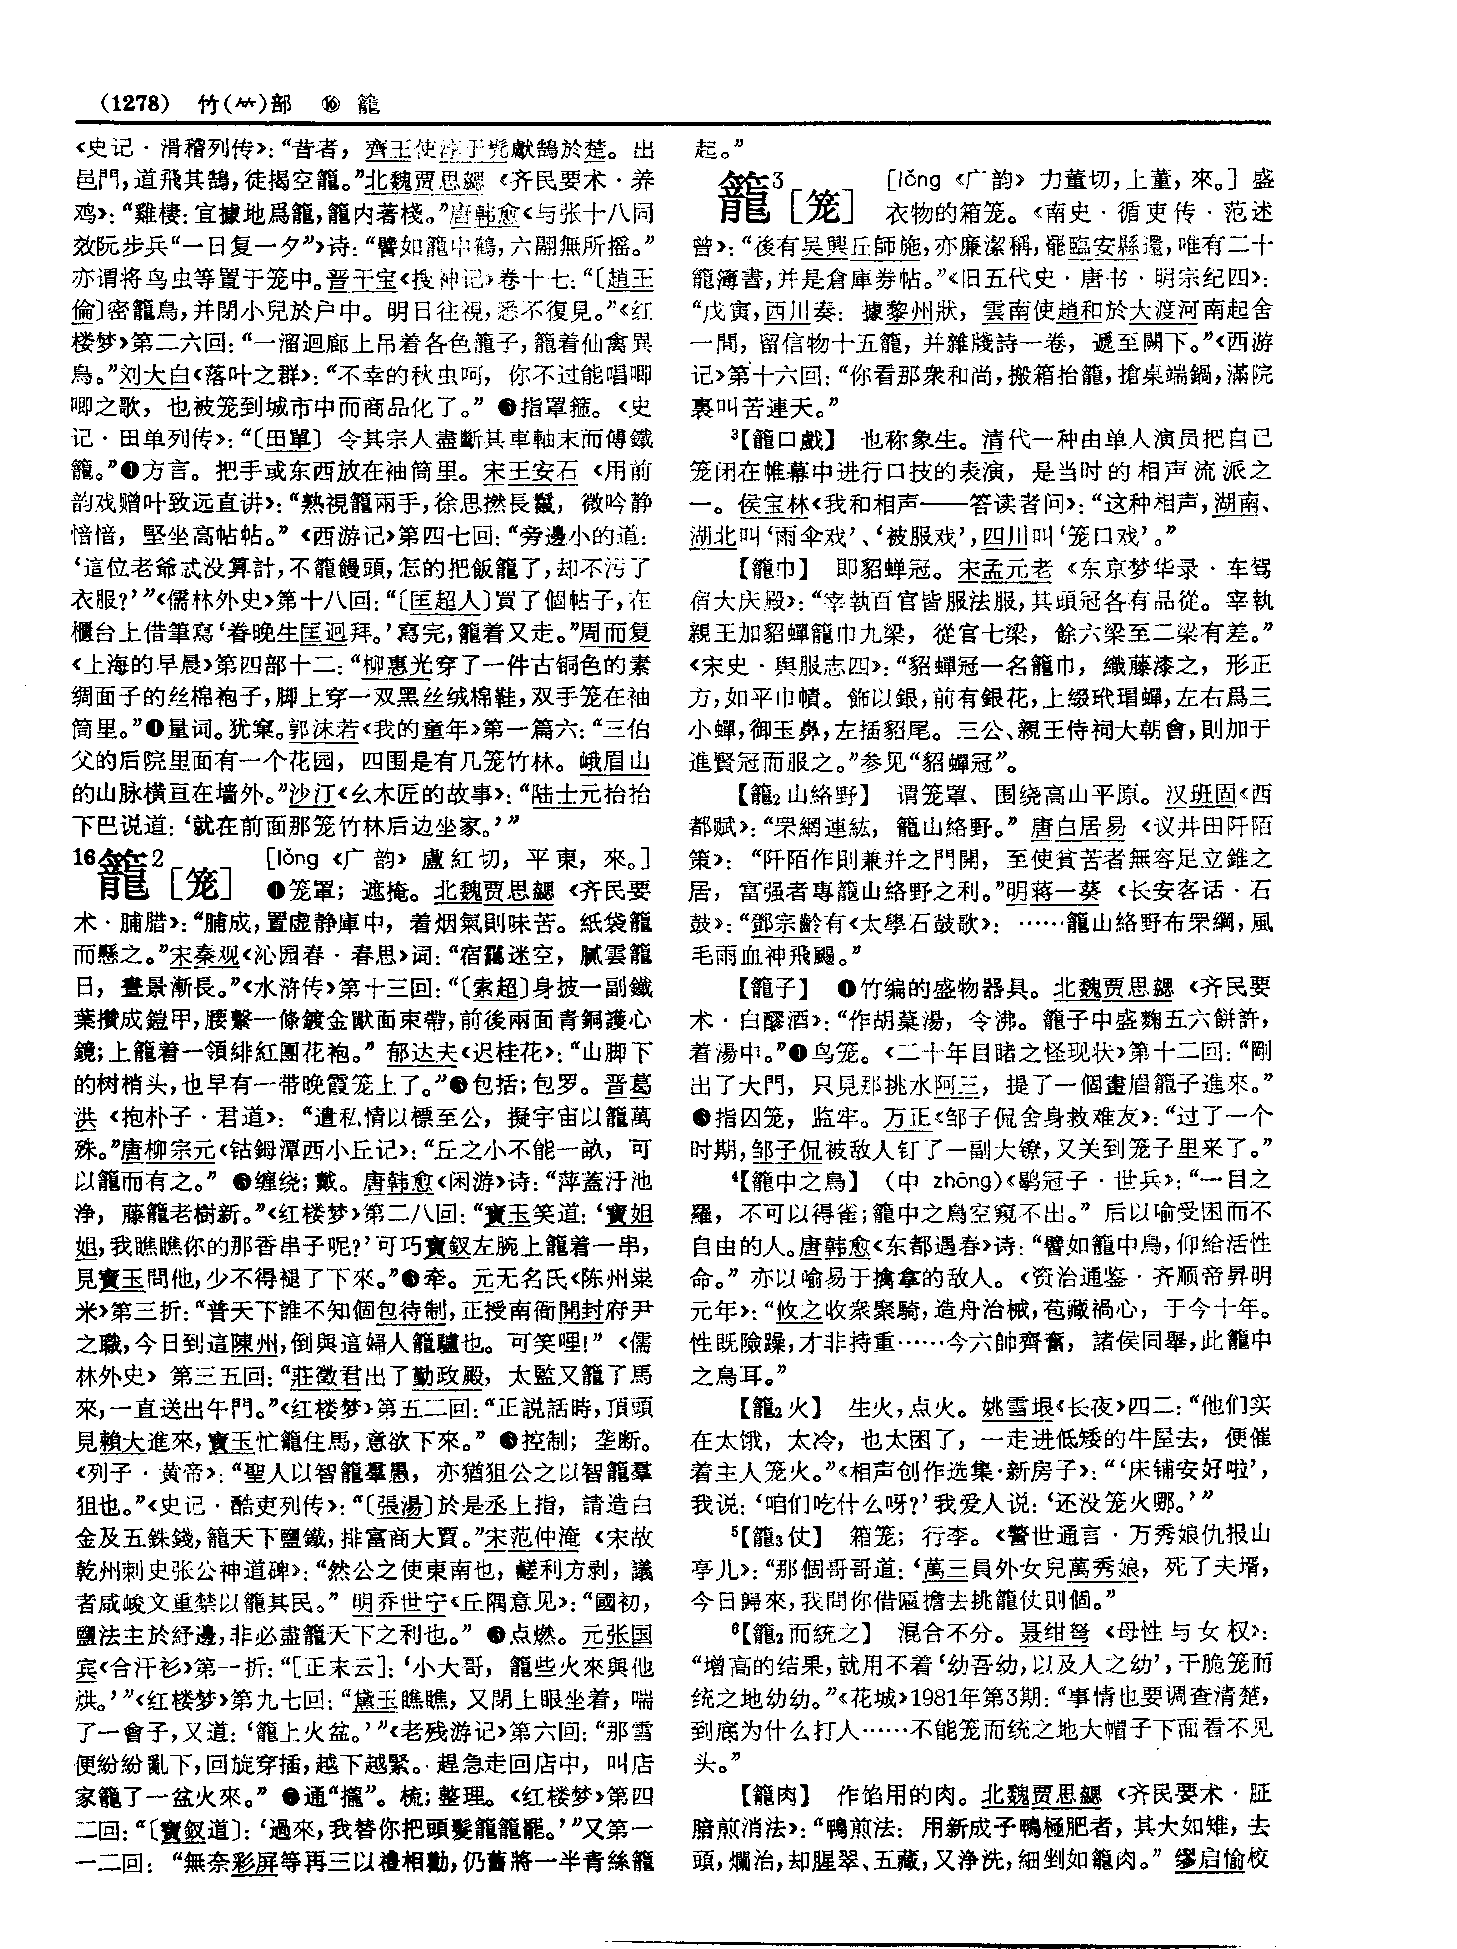 (1278) 竹(⺮)部 ⑯ 籠
《史记·滑稽列传》:“昔者,齊王使淳于髡獻鵠於楚。出
邑門,道飛其鵠,徒揭空籠。”北魏贾思勰《齐民要术·养
鸡》:“雞棲:宜據地爲籠,籠内著棧。”唐韩愈《与张十八同
效阮步兵“一日复一夕”》诗:“譬如籠中鶴,六翮無所摇。”
亦谓将鸟虫等置于笼中。晋干宝《搜神记》卷十七:“〔趙王
倫〕密籠鳥,并閉小兒於户中。明日往視,悉不復見。”《红
楼梦》第二六回:“一溜迴廊上吊着各色籠子,籠着仙禽異
鳥。”刘大白《落叶之群》:“不幸的秋虫呵,你不过能唱唧
唧之歌,也被笼到城市中而商品化了。”❺指罩箍。《史
记·田单列传》:“〔田單〕令其宗人盡斷其車軸末而傅鐵
籠。”❻方言。把手或东西放在袖筒里。宋王安石《用前
韵戏赠叶致远直讲》:“熟視籠兩手,徐思撚長鬚,微吟静
愔愔,堅坐高帖帖。”《西游记》第四七回:“旁邊小的道:
‘這位老爺忒没算計,不籠饅頭,怎的把飯籠了,却不污了
衣服?’”《儒林外史》第十八回:“〔匡超人〕買了個帖子,在
櫃台上借筆寫‘眷晚生匡迥拜。’寫完,籠着又走。”周而复
《上海的早晨》第四部十二:“柳惠光穿了一件古铜色的素
绸面子的丝棉袍子,脚上穿一双黑丝绒棉鞋,双手笼在袖
筒里。”❼量词。犹窠。郭沫若《我的童年》第一篇六:“三伯
父的后院里面有一个花园,四围是有几笼竹林。峨眉山
的山脉横亘在墙外。”沙汀《幺木匠的故事》:“陆士元抬抬
下巴说道:‘就在前面那笼竹林后边坐家。’”
16籠2[笼] [lǒng《广韵》盧紅切,平東,來。]
❶笼罩;遮掩。北魏贾思勰《齐民要
术·脯腊》:“脯成,置虚静庫中,着烟氣則味苦。紙袋籠
而懸之。”宋秦观《沁园春·春思》词:“宿靄迷空,膩雲籠
日,晝景漸長。”《水浒传》第十三回:“〔索超〕身披一副鐵
葉攢成鎧甲,腰繫一條鍍金獸面束帶,前後兩面青銅護心
鏡;上籠着一領緋紅團花袍。”郁达夫《迟桂花》:“山脚下
的树梢头,也早有一带晚霞笼上了。”❷包括;包罗。晋葛
洪《抱朴子·君道》:“遣私情以標至公,擬宇宙以籠萬
殊。”唐柳宗元《钴鉧潭西小丘记》:“丘之小不能一畝,可
以籠而有之。”❸缠绕;戴。唐韩愈《闲游》诗:“萍蓋汙池
净,藤籠老樹新。”《红楼梦》第二八回:“寶玉笑道:‘寶姐
姐,我瞧瞧你的那香串子呢?’可巧寶釵左腕上籠着一串,
見寶玉問他,少不得褪了下來。”❹牵。元无名氏《陈州粜
米》第三折:“普天下誰不知個包待制,正授南衙開封府尹
之職,今日到這陳州,倒與這婦人籠驢也。可笑哩!”《儒
林外史》第三五回:“莊徵君出了勤政殿,太監又籠了馬
來,一直送出午門。”《红楼梦》第五二回:“正説話時,頂頭
見賴大進來,寶玉忙籠住馬,意欲下來。”❺控制;垄断。
《列子·黄帝》:“聖人以智籠羣愚,亦猶狙公之以智籠羣
狙也。”《史记·酷吏列传》:“〔張湯〕於是丞上指,請造白
金及五銖錢,籠天下鹽鐵,排富商大賈。”宋范仲淹《宋故
乾州刺史张公神道碑》:“然公之使東南也,鹺利方剥,議
者咸峻文重禁以籠其民。”明乔世宁《丘隅意见》:“國初,
鹽法主於紓邊,非必盡籠天下之利也。”❻点燃。元张国
宾《合汗衫》第一折:“[正末云]:‘小大哥,籠些火來與他
烘。’”《红楼梦》第九七回:“黛玉瞧瞧,又閉上眼坐着,喘
了一會子,又道:‘籠上火盆。’”《老残游记》第六回:“那雪
便紛紛亂下,回旋穿插,越下越緊。趕急走回店中,叫店
家籠了一盆火來。”❼通“攏”。梳;整理。《红楼梦》第四
二回:“〔寶釵道〕:‘過來,我替你把頭髮籠籠罷。’”又第一
一二回:“無奈彩屏等再三以禮相勸,仍舊將一半青絲籠
起。”
籠3[笼] [lǒng《广韵》力董切,上董,來。]盛
衣物的箱笼。《南史·循吏传·范述
曾》:“後有吴興丘師施,亦廉潔稱,罷臨安縣還,唯有二十
籠簿書,并是倉庫券帖。”《旧五代史·唐书·明宗纪四》:
“戊寅,西川奏:據黎州狀,雲南使趙和於大渡河南起舍
一間,留信物十五籠,并雜牋詩一卷,遞至闕下。”《西游
记》第十六回:“你看那衆和尚,搬箱抬籠,搶桌端鍋,滿院
裏叫苦連天。”
3【籠口戲】 也称象生。清代一种由单人演员把自己
笼闭在帷幕中进行口技的表演,是当时的相声流派之
一。侯宝林《我和相声——答读者问》:“这种相声,湖南、
湖北叫‘雨伞戏’、‘被服戏’,四川叫‘笼口戏’。”
【籠巾】 即貂蝉冠。宋孟元老《东京梦华录·车驾
宿大庆殿》:“宰執百官皆服法服,其頭冠各有品從。宰執
親王加貂蟬籠巾九梁,從官七梁,餘六梁至二梁有差。”
《宋史·舆服志四》:“貂蟬冠一名籠巾,織藤漆之,形正
方,如平巾幘。飾以銀,前有銀花,上綴玳瑁蟬,左右爲三
小蟬,御玉鼻,左插貂尾。三公、親王侍祠大朝會,則加于
進賢冠而服之。”参见“貂蟬冠”。
【籠2山絡野】 谓笼罩、围绕高山平原。汉班固《西
都赋》:“罘網連紘,籠山絡野。”唐白居易《议井田阡陌
策》:“阡陌作則兼并之門開,至使貧苦者無容足立錐之
居,富强者專籠山絡野之利。”明蒋一葵《长安客话·石
鼓》:“鄧宗齡有《太學石鼓歌》:……籠山絡野布罘網,風
毛雨血神飛颺。”
【籠子】 ❶竹编的盛物器具。北魏贾思勰《齐民要
术·白醪酒》:“作胡葉湯,令沸。籠子中盛麴五六餅許,
着湯中。”❷鸟笼。《二十年目睹之怪现状》第十二回:“剛
出了大門,只見那挑水阿三,提了一個畫眉籠子進來。”
❸指囚笼,监牢。万正《邹子侃舍身救难友》:“过了一个
时期,邹子侃被敌人钉了一副大镣,又关到笼子里来了。”
4【籠中之鳥】 (中 zhōng)《鹖冠子·世兵》:“一目之
羅,不可以得雀;籠中之鳥空窺不出。”后以喻受困而不
自由的人。唐韩愈《东都遇春》诗:“譬如籠中鳥,仰給活性
命。”亦以喻易于擒拿的敌人。《资治通鉴·齐顺帝昇明
元年》:“攸之收衆聚騎,造舟治械,苞藏禍心,于今十年。
性既險躁,才非持重……今六帥齊奮,諸侯同舉,此籠中
之鳥耳。”
【籠2火】 生火,点火。姚雪垠《长夜》四二:“他们实
在太饿,太冷,也太困了,一走进低矮的牛屋去,便催
着主人笼火。”《相声创作选集·新房子》:“‘床铺安好啦’,
我说:‘咱们吃什么呀?’我爱人说:‘还没笼火哪。’”
5【籠3仗】 箱笼;行李。《警世通言·万秀娘仇报山
亭儿》:“那個哥哥道:‘萬三員外女兒萬秀娘,死了夫壻,
今日歸來,我問你借匾擔去挑籠仗則個。”
6【籠2而統之】 混合不分。聂绀弩《母性与女权》:
“增高的结果,就用不着‘幼吾幼,以及人之幼’,干脆笼而
统之地幼幼。”《花城》1981年第3期:“事情也要调查清楚,
到底为什么打人……不能笼而统之地大帽子下面看不见
头。”
【籠肉】 作馅用的肉。北魏贾思勰《齐民要术·胚
腤煎消法》:“鴨煎法:用新成子鴨極肥者,其大如雉,去
頭,爓治,却腥翠、五藏,又净洗,細剉如籠肉。”缪启愉校